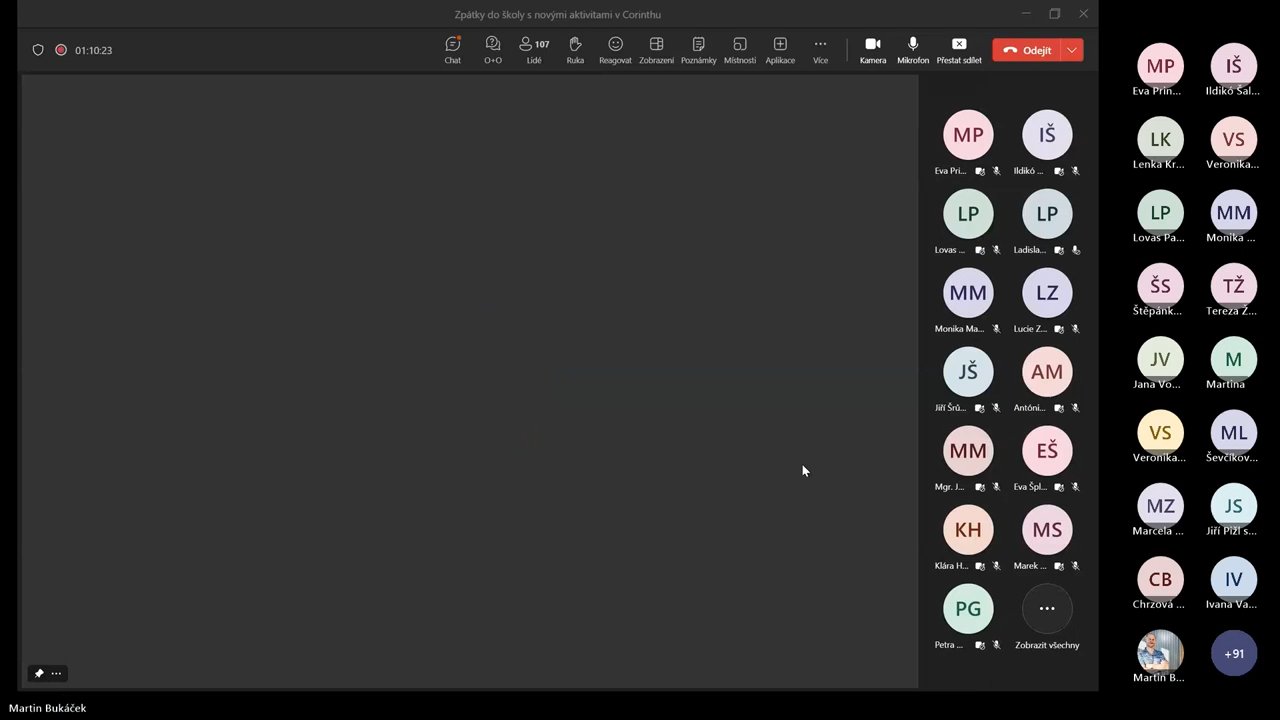 Zpátky do školy s novými aktivitami v Corinthu
01:10:23
Chat
O+O
107
Lidé
Ruka
Reagovat
Zobrazení
Poznámky
Místnosti
Aplikace
Více
Kamera
Mikrofon
Přestat sdílet
Odejít
MP
IŠ
Eva Pri...
Ildikó ...
LP
LP
Lovas ...
Ladisla...
MM
LZ
Monika Ma...
Lucie Z...
JŠ
AM
Jiří Šrů...
Antóni...
MM
EŠ
Mgr. J...
Eva Špl...
KH
MS
Klára H...
Marek ...
PG
Petra ...
Zobrazit všechny
MP
IŠ
Eva Prin...
Ildikó Šal...
LK
VS
Lenka Kr...
Veronika...
LP
MM
Lovas Pa...
Monika ...
ŠS
TŽ
Štěpánk...
Tereza Ž...
JV
M
Jana Vo...
Martina
VS
ML
Veronika...
Ševčíkov...
MZ
JS
Marcela ...
Jiří Pižl s...
CB
IV
Chrzová ...
Ivana Va...
+91
Martin B...
Martin Bukáček